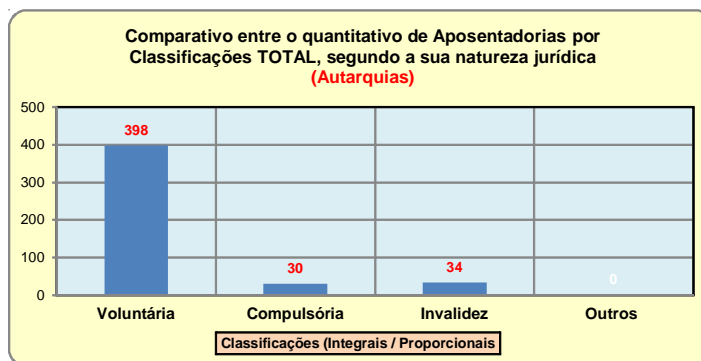 Comparativo entre o quantitativo de Aposentadorias por
Classificações TOTAL, segundo a sua natureza jurídica
(Autarquias)
500
400
300
200
100
0
398
30
34
0
Voluntária
Compulsória
Invalidez
Outros
Classificações (Integrais / Proporcionais